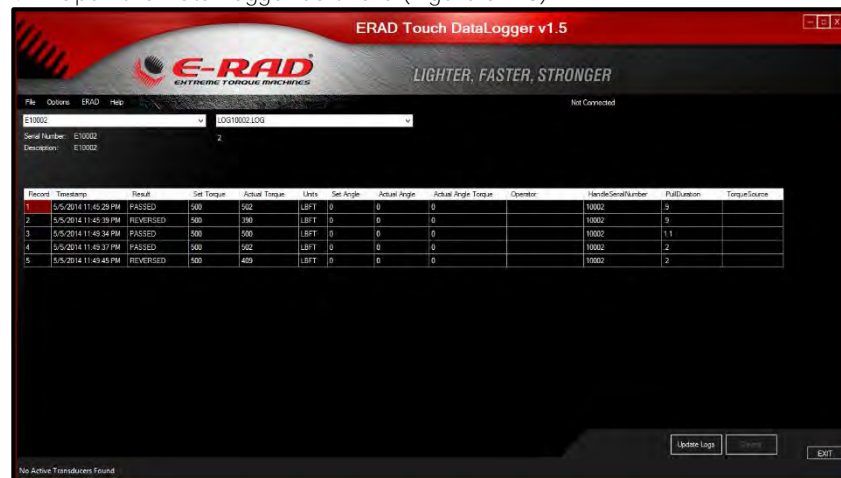 ERAD Touch DataLogger v1.5
E-RAD
EXTREME TORQUE MACHINES
LIGHTER, FASTER, STRONGER
File Options ERAD Help Not Connected
E10002 LOG10002.LOG
Serial Number: E10002 2
Description: E10002
Record Timestamp Result Set Torque Actual Torque Units Set Angle Actual Angle Actual Angle Torque Operator HandleSerialNumber PullDuration TorqueSource
1 5/5/2014 11:45:29 PM PASSED 500 502 LBFT 0 0 0 10002 .9
2 5/5/2014 11:45:39 PM REVERSED 500 390 LBFT 0 0 0 10002 .9
3 5/5/2014 11:49:34 PM PASSED 500 500 LBFT 0 0 0 10002 1.1
4 5/5/2014 11:49:37 PM PASSED 500 502 LBFT 0 0 0 10002 .2
5 5/5/2014 11:49:45 PM REVERSED 500 409 LBFT 0 0 0 10002 .2
Update Logs
EXIT
No Active Transducers Found